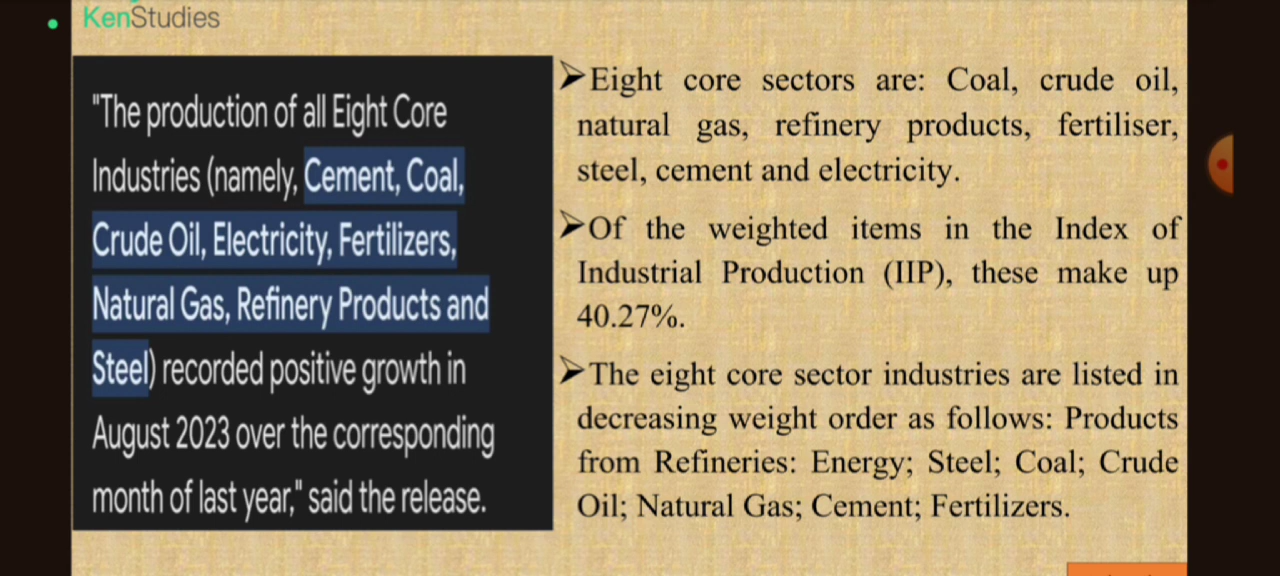 KenStudies
"The production of all Eight Core
Industries (namely, Cement, Coal,
Crude Oil, Electricity, Fertilizers,
Natural Gas, Refinery Products and
Steel) recorded positive growth in
August 2023 over the corresponding
month of last year," said the release.
➢Eight core sectors are: Coal, crude oil,
natural gas, refinery products, fertiliser,
steel, cement and electricity.
➢Of the weighted items in the Index of
Industrial Production (IIP), these make up
40.27%.
➢The eight core sector industries are listed in
decreasing weight order as follows: Products
from Refineries: Energy; Steel; Coal; Crude
Oil; Natural Gas; Cement; Fertilizers.